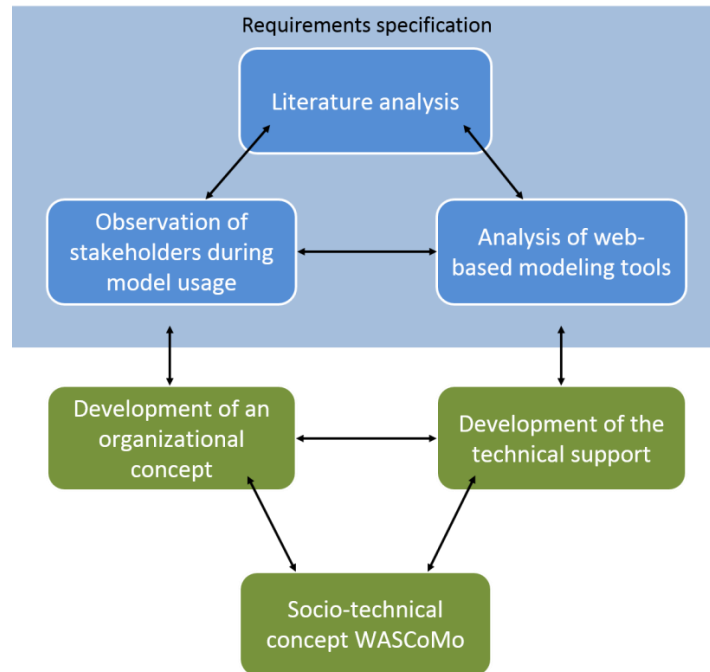 Requirements specification
Literature analysis
Observation of
stakeholders during
model usage
Analysis of web-
based modeling tools
Development of an
organizational
concept
Development of the
technical support
Socio-technical
concept WASCoMo